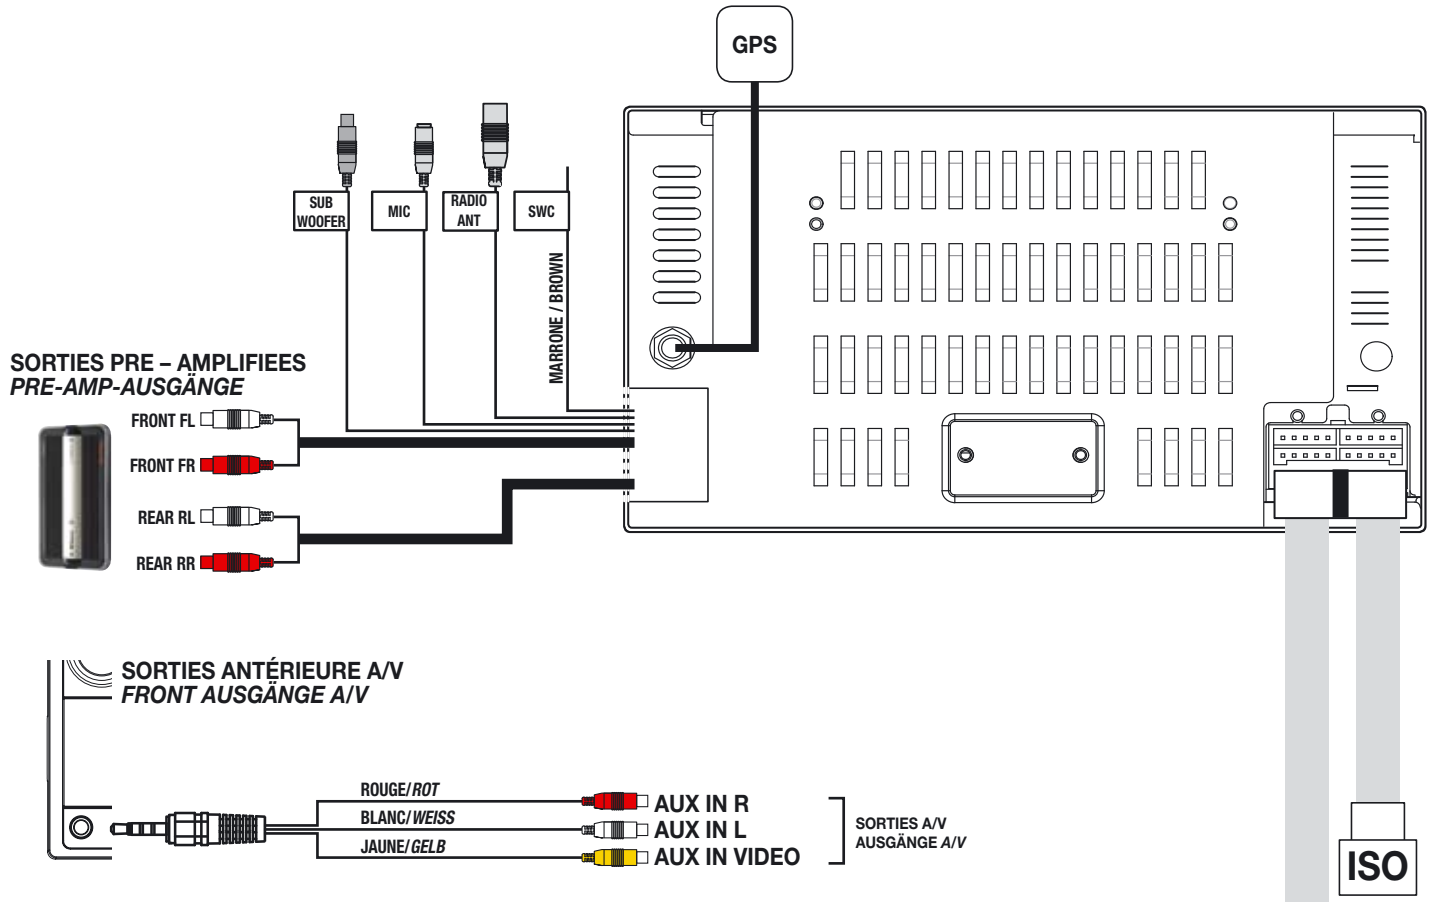 GPS
SUB
WOOFER
MIC
RADIO
ANT
SWC
MARRONE / BROWN
SORTIES PRE – AMPLIFIEES
PRE-AMP-AUSGÄNGE
FRONT FL
FRONT FR
REAR RL
REAR RR
SORTIES ANTÉRIEURE A/V
FRONT AUSGÄNGE A/V
ROUGE/ROT
AUX IN R
BLANC/WEISS
AUX IN L
JAUNE/GELB
AUX IN VIDEO
SORTIES A/V
AUSGÄNGE A/V
ISO